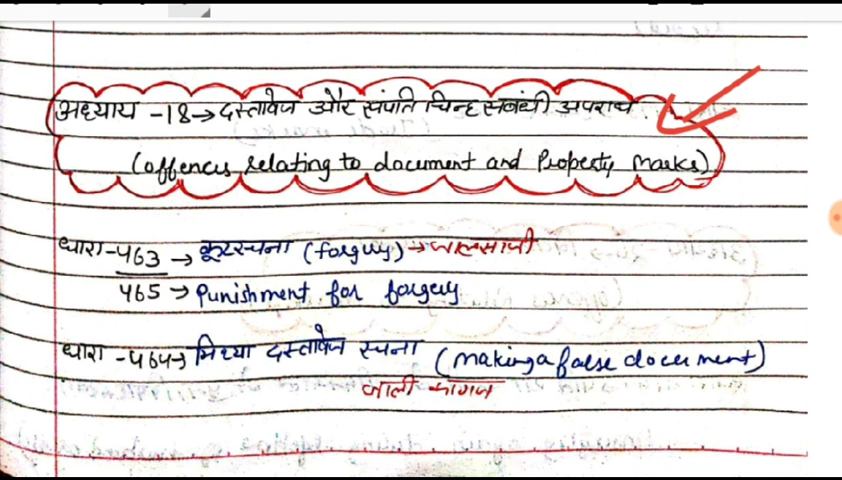 अध्याय -18→ दस्तावेज और संपति चिन्ह संबंधी अपराध
(offences relating to document and Property Marks)
धारा-463 → कूटरचना (forgery) → जालसाजी
465 → Punishment for forgery
धारा -464→ मिथ्या दस्तावेज रचना (making a false document)
जाली कागज